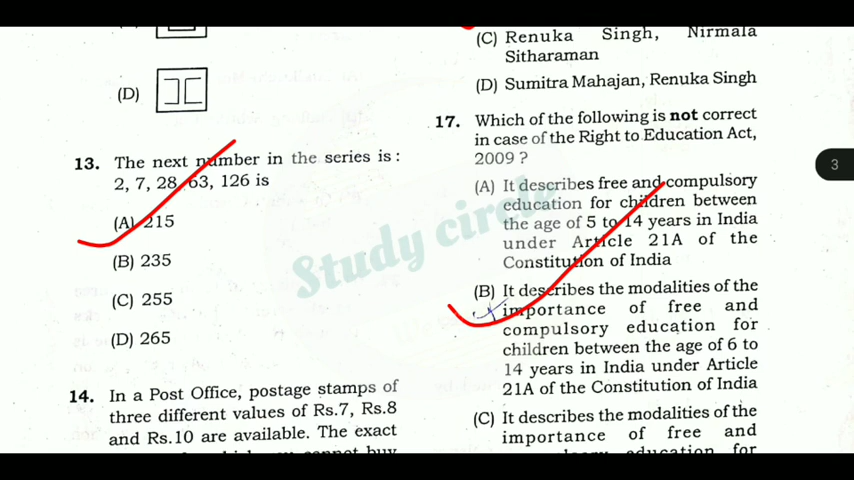 (D)
13. The next number in the series is :
2, 7, 28, 63, 126 is
(A) 215
(B) 235
(C) 255
(D) 265
14. In a Post Office, postage stamps of
three different values of Rs.7, Rs.8
and Rs.10 are available. The exact
cannot buy
(C) Renuka Singh, Nirmala
Sitharaman
(D) Sumitra Mahajan, Renuka Singh
17. Which of the following is not correct
in case of the Right to Education Act,
2009 ?
(A) It describes free and compulsory
education for children between
the age of 5 to 14 years in India
under Article 21A of the
Constitution of India
(B) It describes the modalities of the
importance of free and
compulsory education for
children between the age of 6 to
14 years in India under Article
21A of the Constitution of India
(C) It describes the modalities of the
importance of free and
education for
Study circle
3